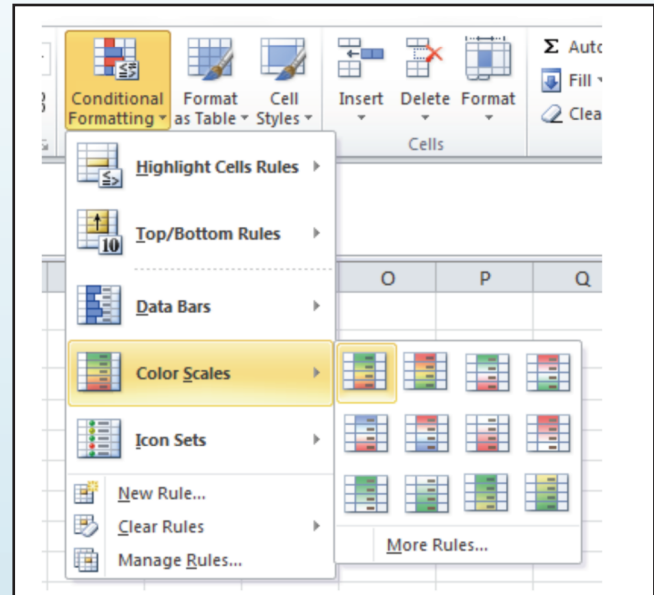 Σ Auto
Fill
Conditional Formatting
Format as Table
Cell Styles
Insert
Delete
Format
Clea
Cells
Highlight Cells Rules
Top/Bottom Rules
10
O P Q
Data Bars
Color Scales
Icon Sets
New Rule...
Clear Rules
More Rules...
Manage Rules...